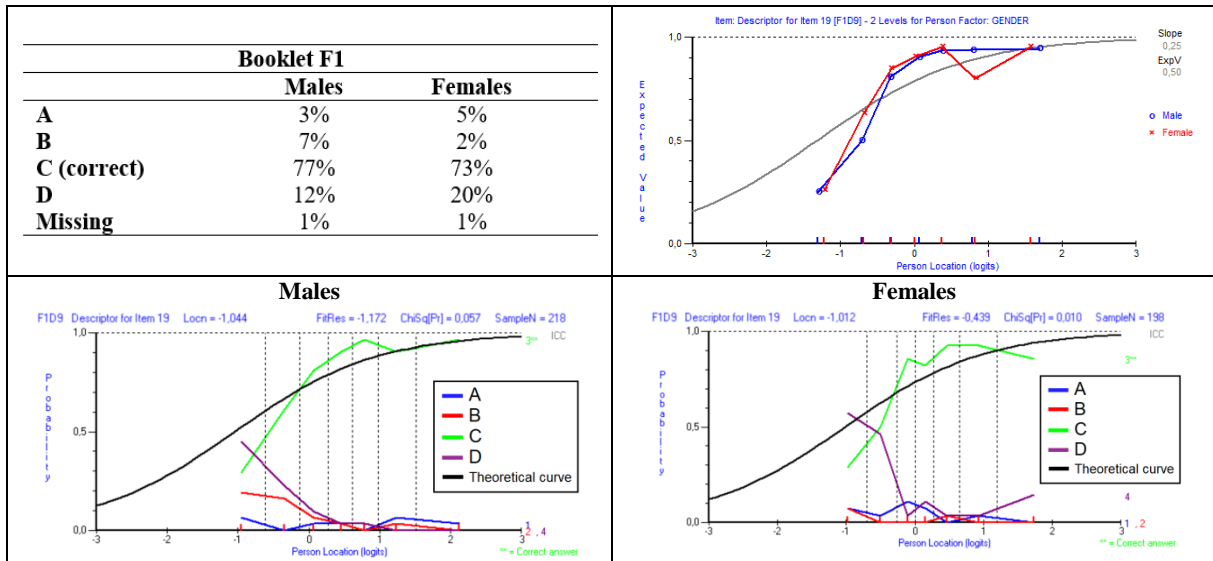 Booklet F1
Males Females
A 3% 5%
B 7% 2%
C (correct) 77% 73%
D 12% 20%
Missing 1% 1%
Item: Descriptor for Item 19 [F1D9] - 2 Levels for Person Factor: GENDER
1,0
0,5
0,0
Expected Value
-3 -2 -1 0 1 2 3
Person Location (logits)
Slope
0,25
ExpV
0,50
Male
Female
Males
F1D9 Descriptor for Item 19 Locn = -1,044 FitRes = -1,172 ChiSq[Pr] = 0,057 SampleN = 218
1,0
0,5
0,0
Probability
ICC
3**
A
B
C
D
Theoretical curve
1
2 , 4
-3 -2 -1 0 1 2 3
Person Location (logits)
** = Correct answer
Females
F1D9 Descriptor for Item 19 Locn = -1,012 FitRes = -0,439 ChiSq[Pr] = 0,010 SampleN = 198
1,0
0,5
0,0
Probability
ICC
3**
A
B
C
D
Theoretical curve
4
1 , 2
-3 -2 -1 0 1 2 3
Person Location (logits)
** = Correct answer